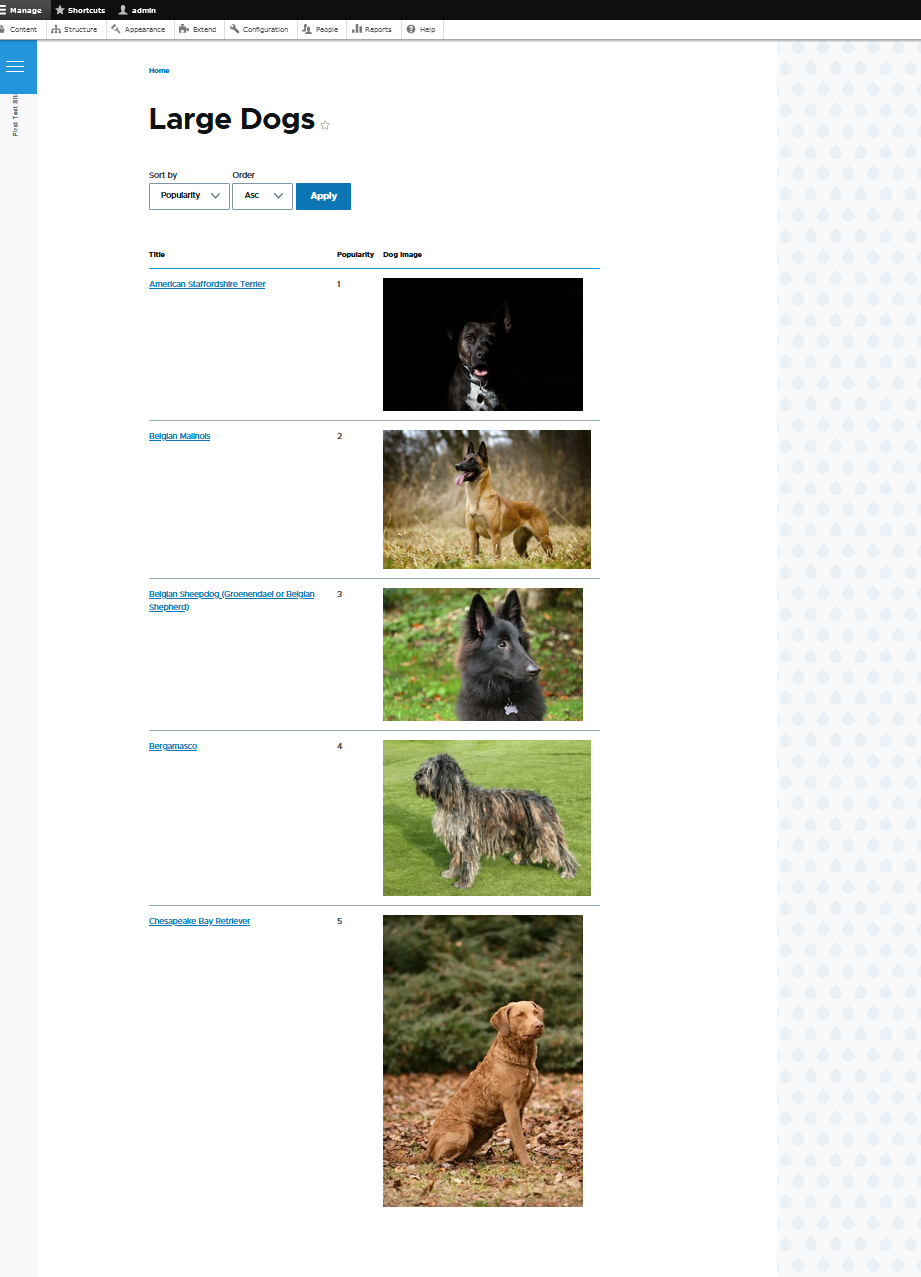 Manage Shortcuts admin
Content Structure Appearance Extend Configuration People Reports Help
First Test Sit
Home
Large Dogs
Sort by Order
Popularity Asc Apply
Title Popularity Dog Image
American Staffordshire Terrier 1
Belgian Malinois 2
Belgian Sheepdog (Groenendael or Belgian 3
Shepherd)
Bergamasco 4
Chesapeake Bay Retriever 5